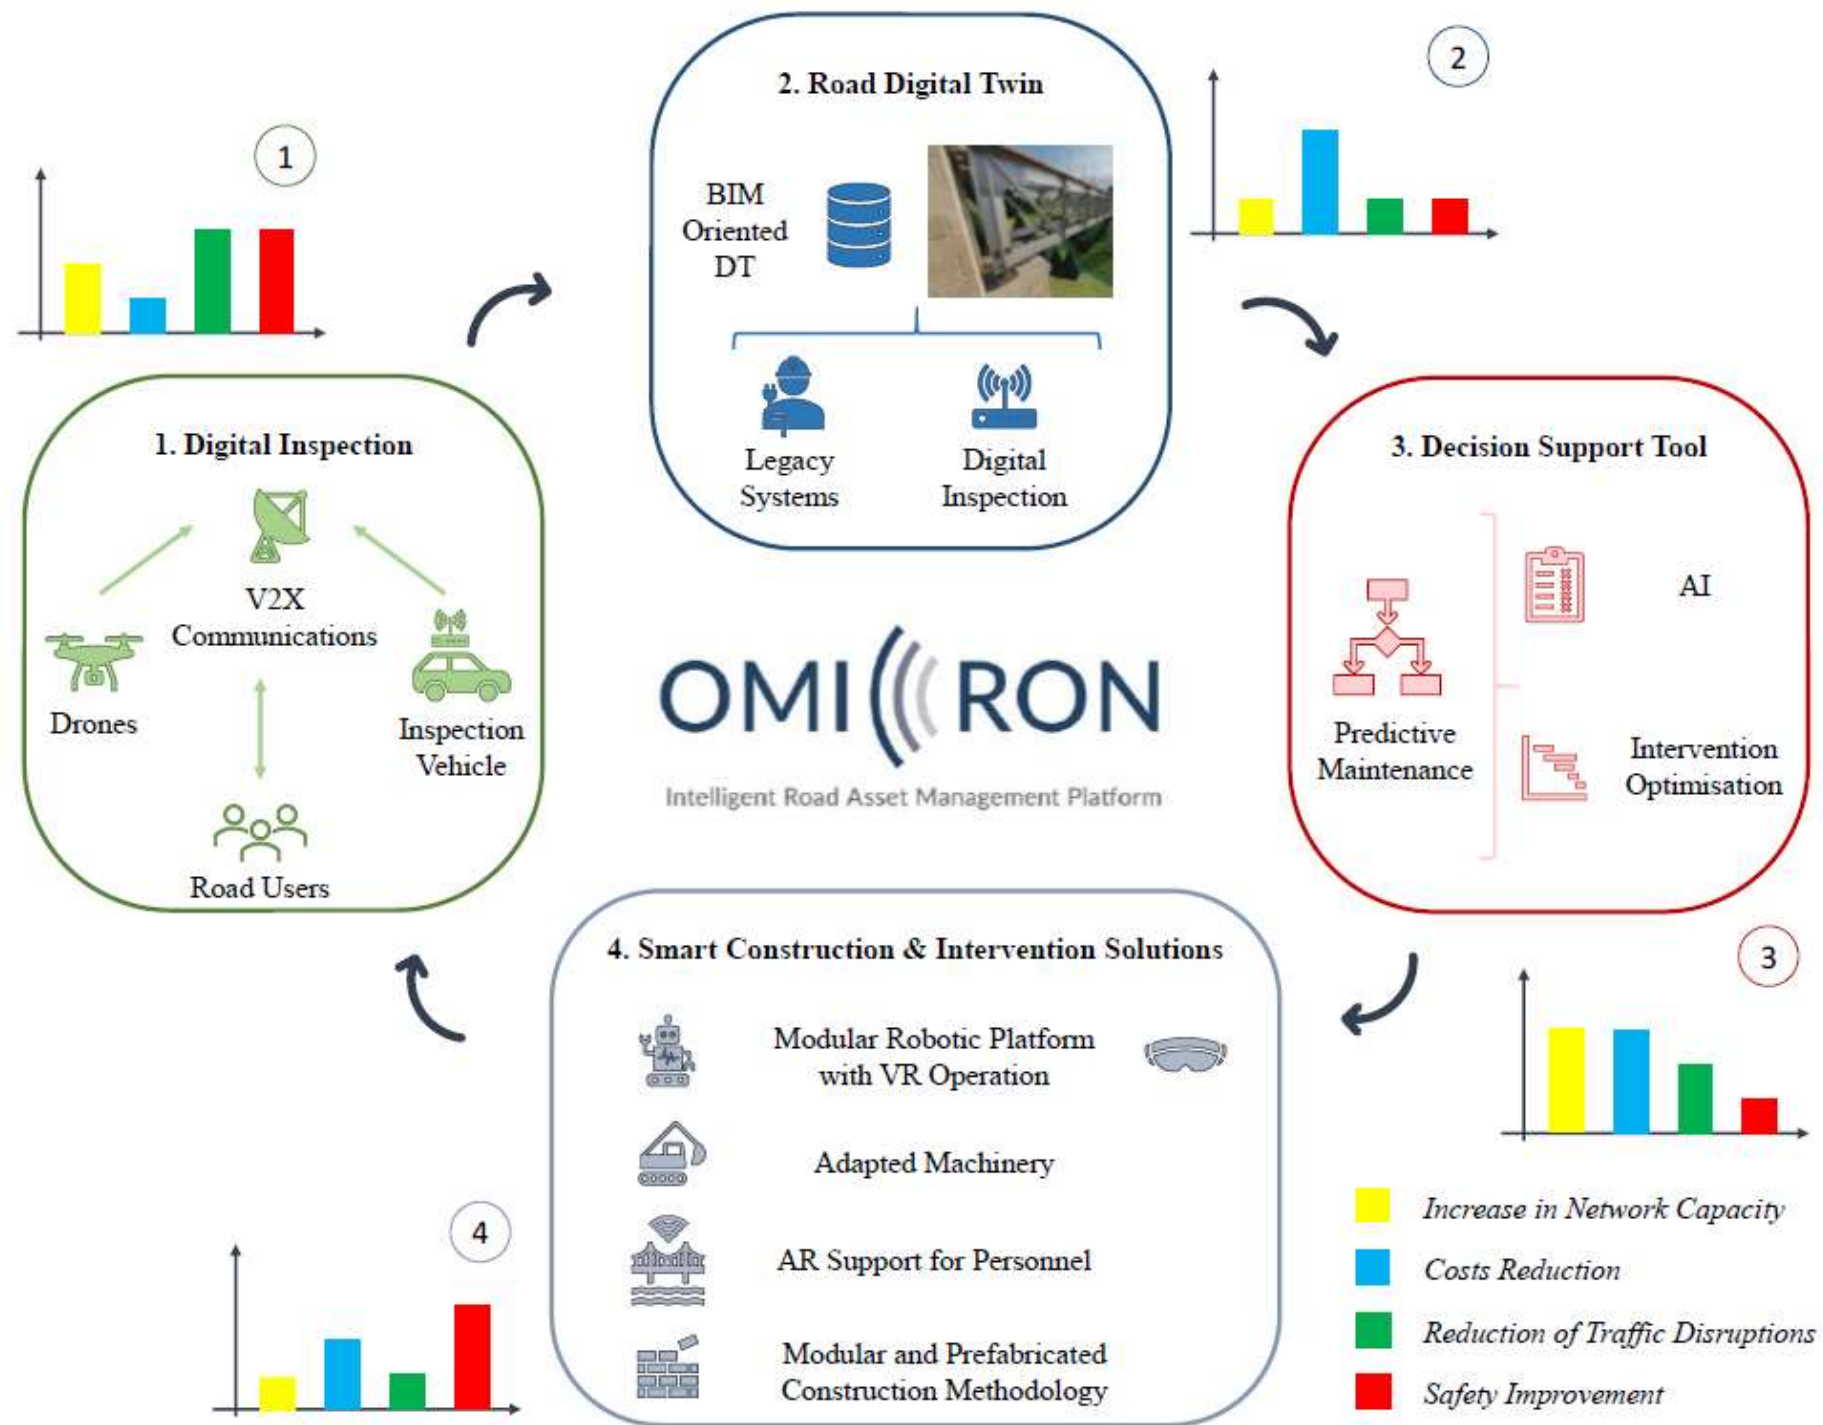 1
2
2. Road Digital Twin
BIM
Oriented
DT
Legacy
Systems
Digital
Inspection
1. Digital Inspection
V2X
Communications
Drones
Inspection
Vehicle
Road Users
OMICRON
Intelligent Road Asset Management Platform
3. Decision Support Tool
AI
Predictive
Maintenance
Intervention
Optimisation
3
4. Smart Construction & Intervention Solutions
Modular Robotic Platform
with VR Operation
Adapted Machinery
AR Support for Personnel
Modular and Prefabricated
Construction Methodology
4
Increase in Network Capacity
Costs Reduction
Reduction of Traffic Disruptions
Safety Improvement